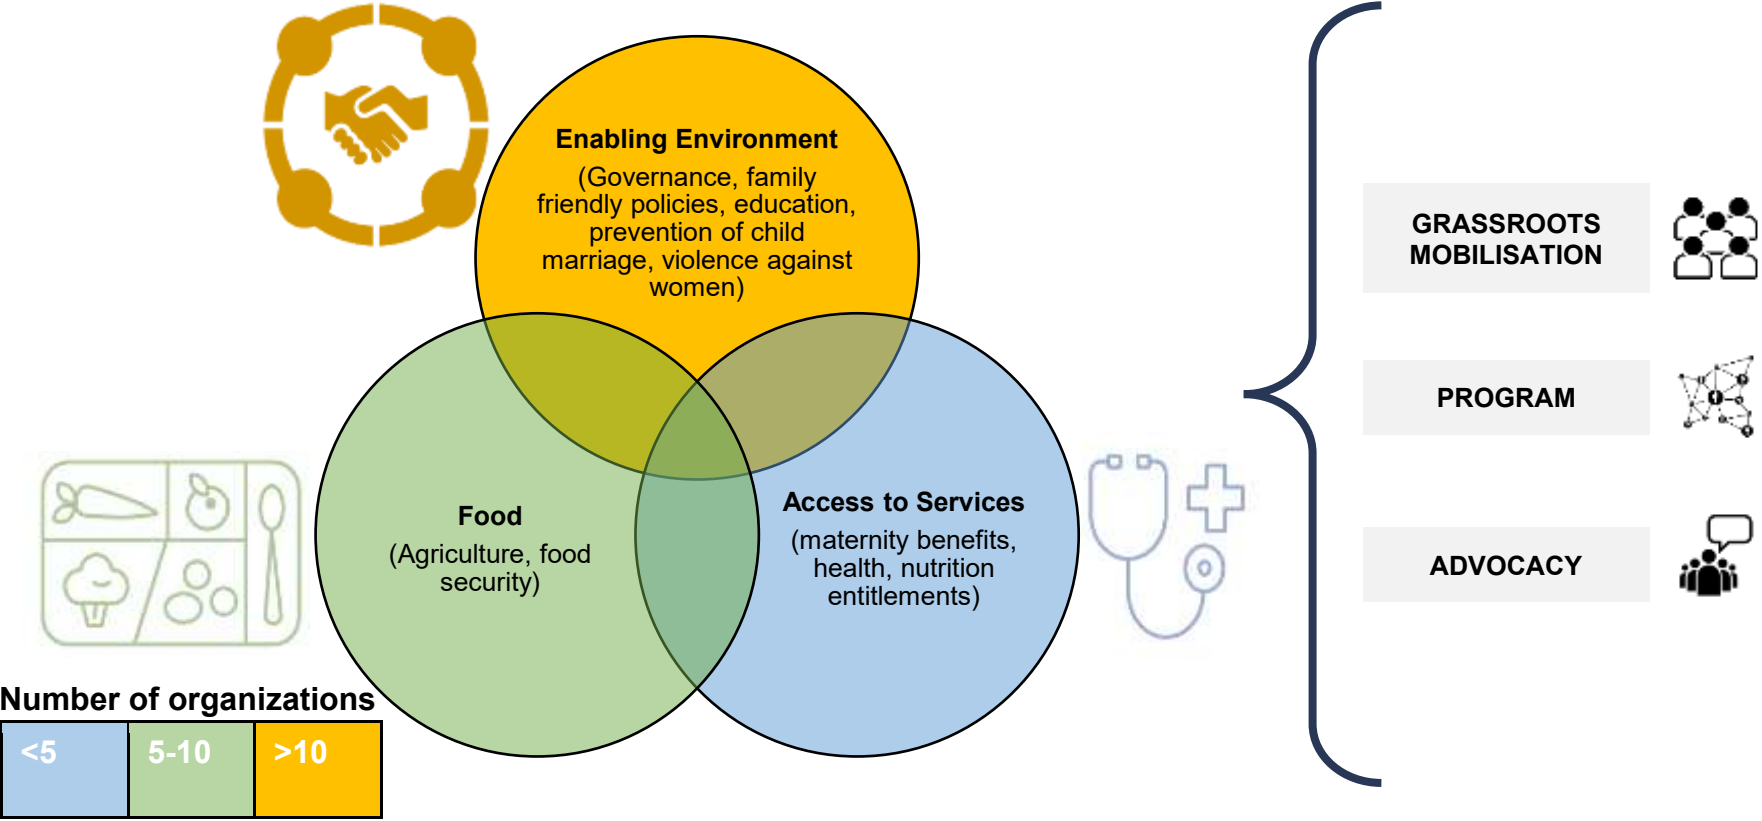 Enabling Environment
(Governance, family
friendly policies, education,
prevention of child
marriage, violence against
women)
Food
(Agriculture, food
security)
Access to Services
(maternity benefits,
health, nutrition
entitlements)
GRASSROOTS
MOBILISATION
PROGRAM
ADVOCACY
Number of organizations
<5 5-10 >10